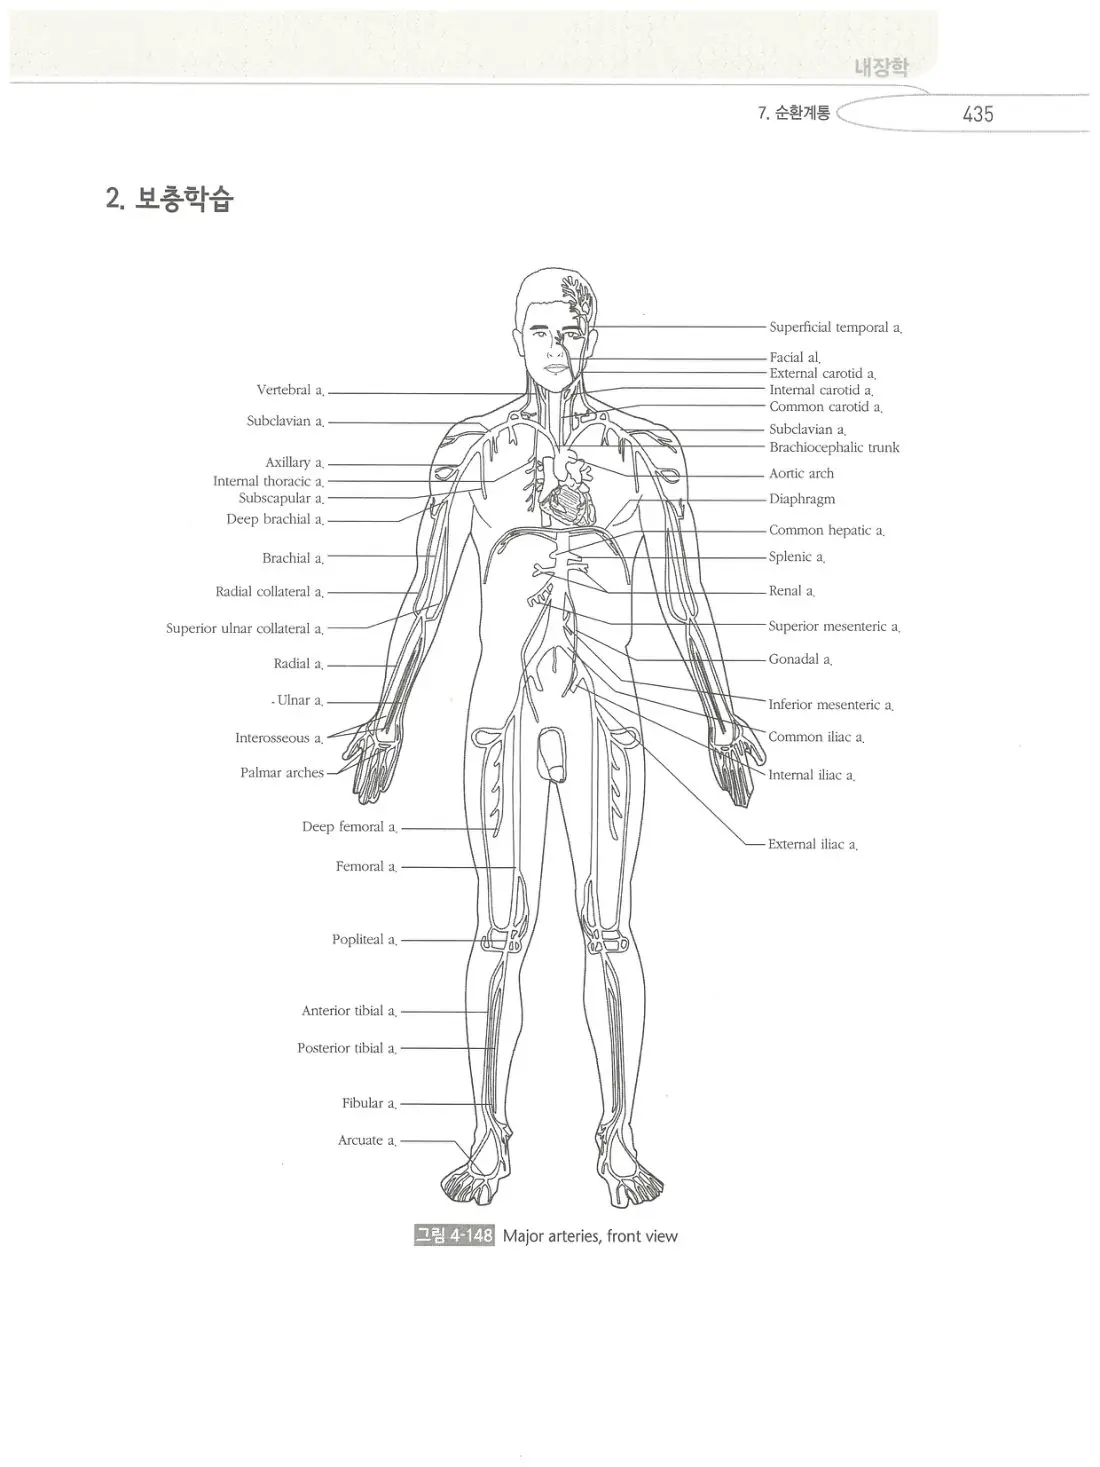 내장학
7. 순환계통
435
2. 보충학습
Superficial temporal a.
Facial al.
External carotid a.
Vertebral a.
Internal carotid a.
Common carotid a.
Subclavian a.
Subclavian a.
Brachiocephalic trunk
Axillary a.
Aortic arch
Internal thoracic a.
Subscapular a.
Diaphragm
Deep brachial a.
Common hepatic a.
Brachial a.
Splenic a.
Radial collateral a.
Renal a.
Superior ulnar collateral a.
Superior mesenteric a.
Radial a.
Gonadal a.
Ulnar a.
Inferior mesenteric a.
Interosseous a.
Common iliac a.
Palmar arches
Internal iliac a.
Deep femoral a.
External iliac a.
Femoral a.
Popliteal a.
Anterior tibial a.
Posterior tibial a.
Fibular a.
Arcuate a.
그림 4-148 Major arteries, front view